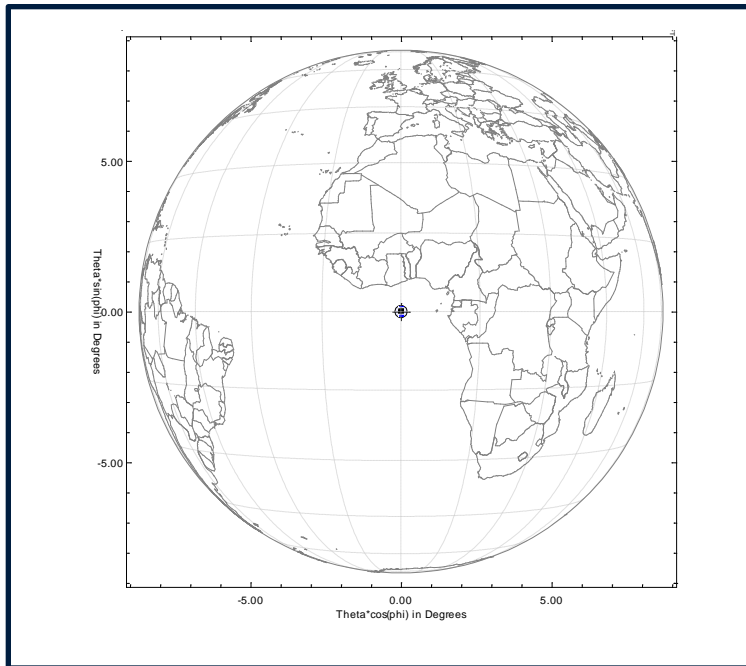 5.00
Theta*sin(phi) in Degrees
0.00
-5.00
-5.00 0.00 5.00
Theta*cos(phi) in Degrees